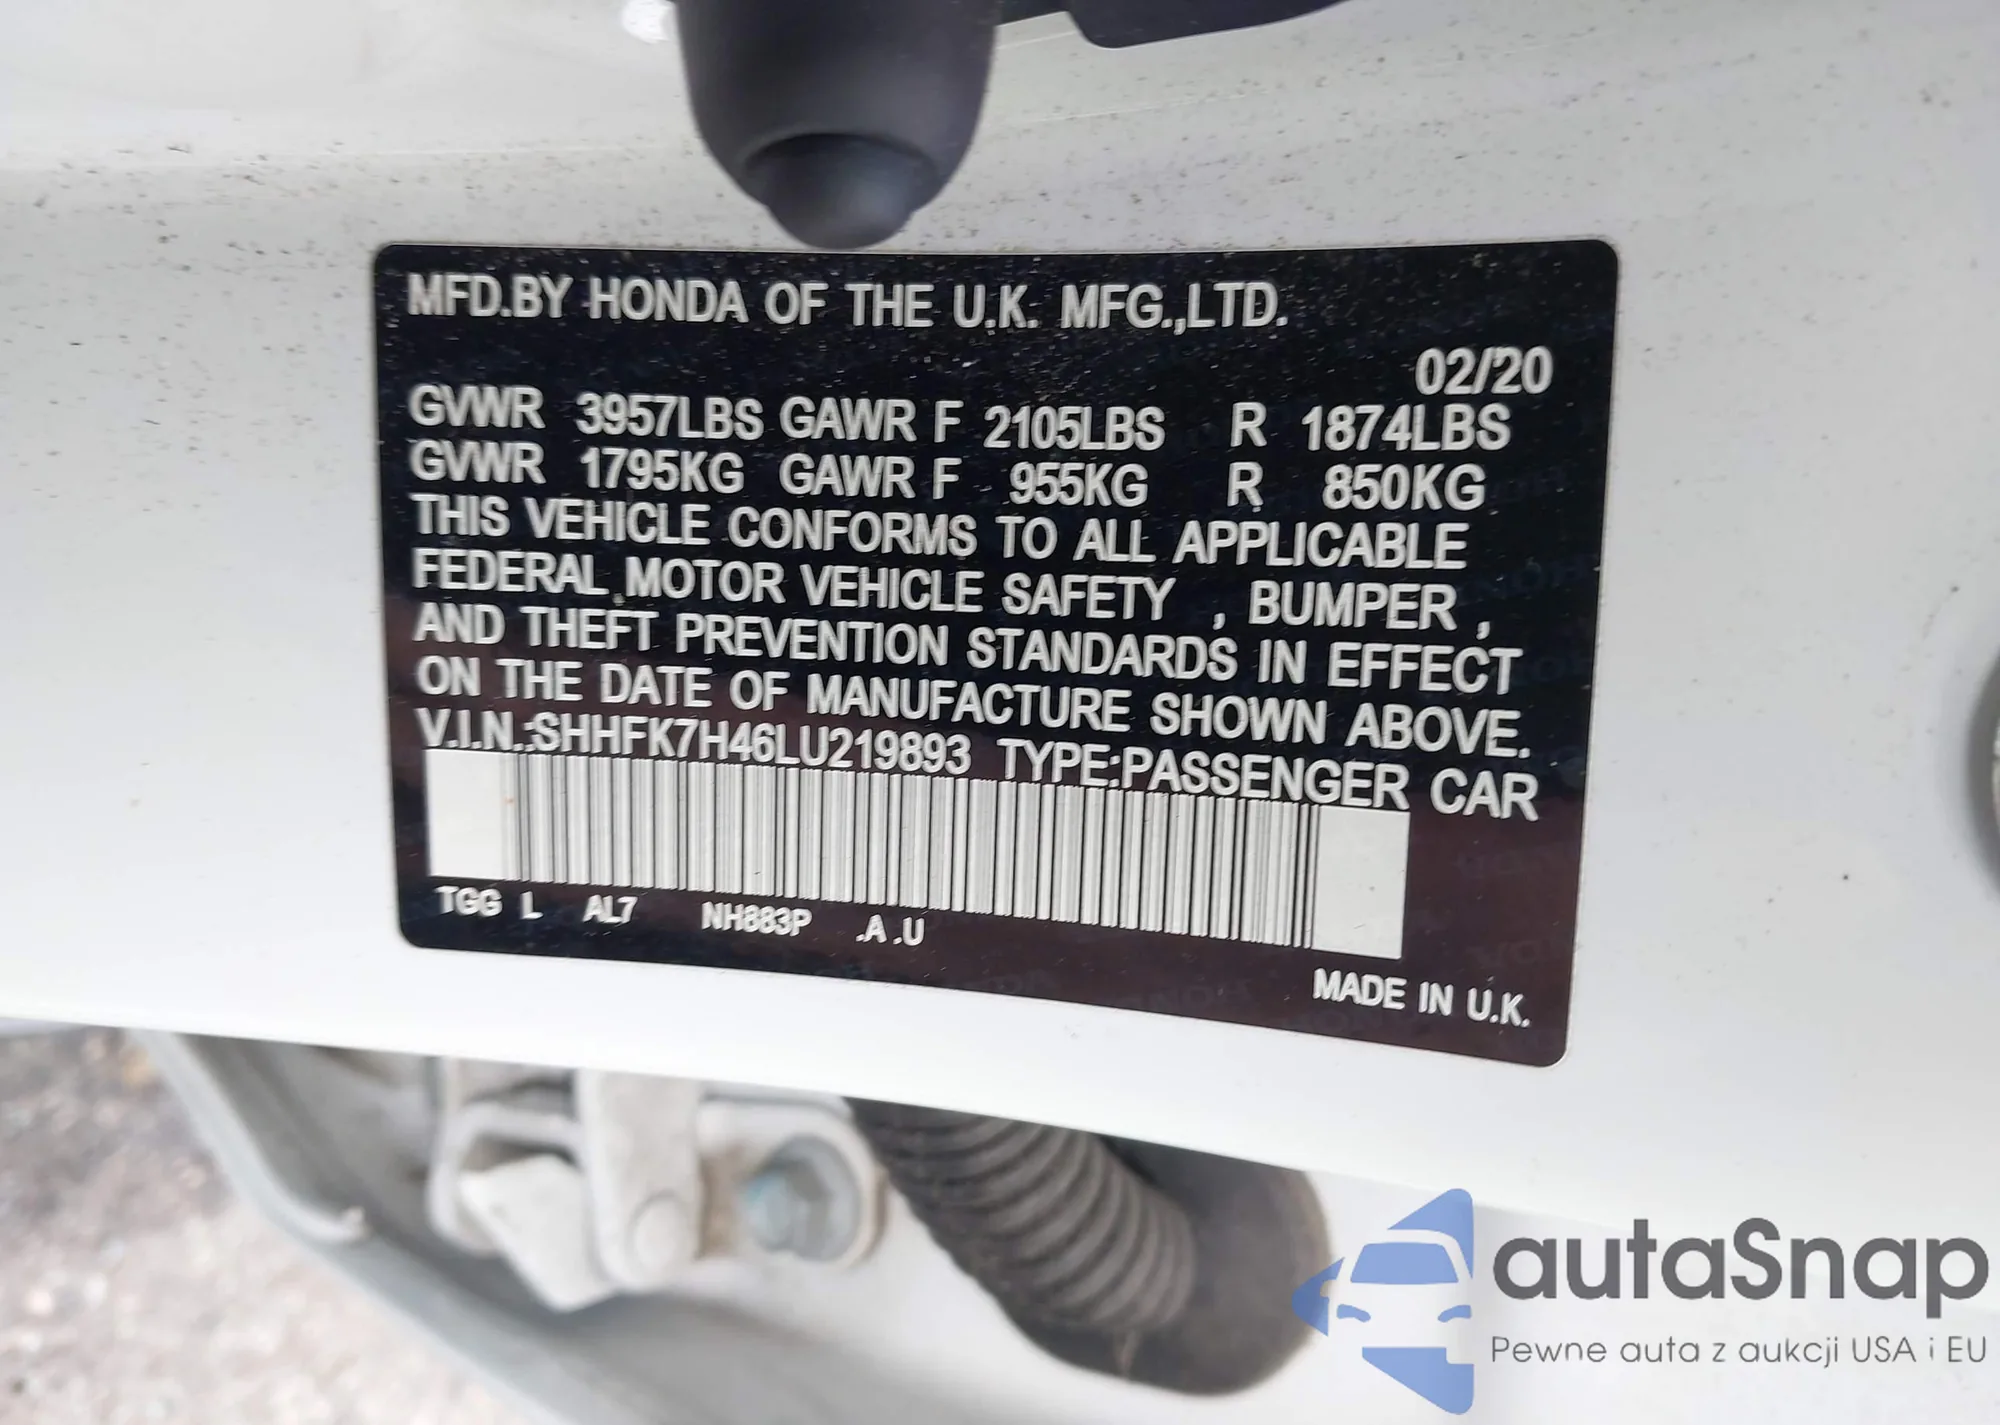 MFD.BY HONDA OF THE U.K. MFG.,LTD.
02/20
GVWR 3957LBS GAWR F 2105LBS R 1874LBS
GVWR 1795KG GAWR F 955KG R 850KG
THIS VEHICLE CONFORMS TO ALL APPLICABLE
FEDERAL MOTOR VEHICLE SAFETY , BUMPER ,
AND THEFT PREVENTION STANDARDS IN EFFECT
ON THE DATE OF MANUFACTURE SHOWN ABOVE.
V.I.N.:SHHFK7H46LU219893 TYPE:PASSENGER CAR
TGG L AL7 NH883P .A .U
MADE IN U.K.
autaSnap
Pewne auta z aukcji USA i EU